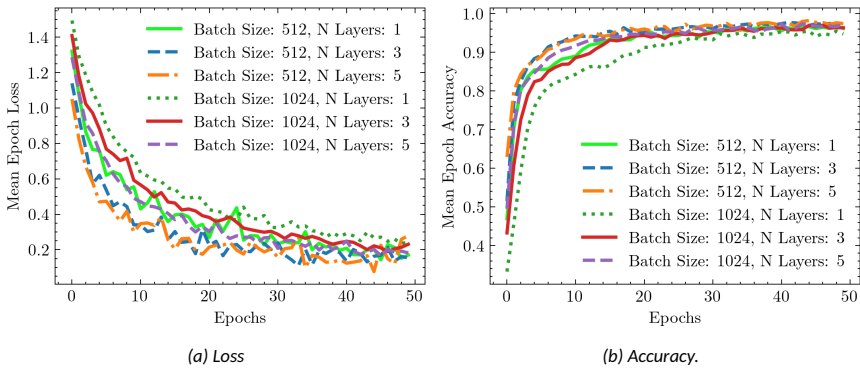 Mean Epoch Loss
1.4
1.2
1.0
0.8
0.6
0.4
0.2
Batch Size: 512, N Layers: 1
Batch Size: 512, N Layers: 3
Batch Size: 512, N Layers: 5
Batch Size: 1024, N Layers: 1
Batch Size: 1024, N Layers: 3
Batch Size: 1024, N Layers: 5
0 10 20 30 40 50
Epochs
(a) Loss
Mean Epoch Accuracy
1.0
0.9
0.8
0.7
0.6
0.5
0.4
Batch Size: 512, N Layers: 1
Batch Size: 512, N Layers: 3
Batch Size: 512, N Layers: 5
Batch Size: 1024, N Layers: 1
Batch Size: 1024, N Layers: 3
Batch Size: 1024, N Layers: 5
0 10 20 30 40 50
Epochs
(b) Accuracy.